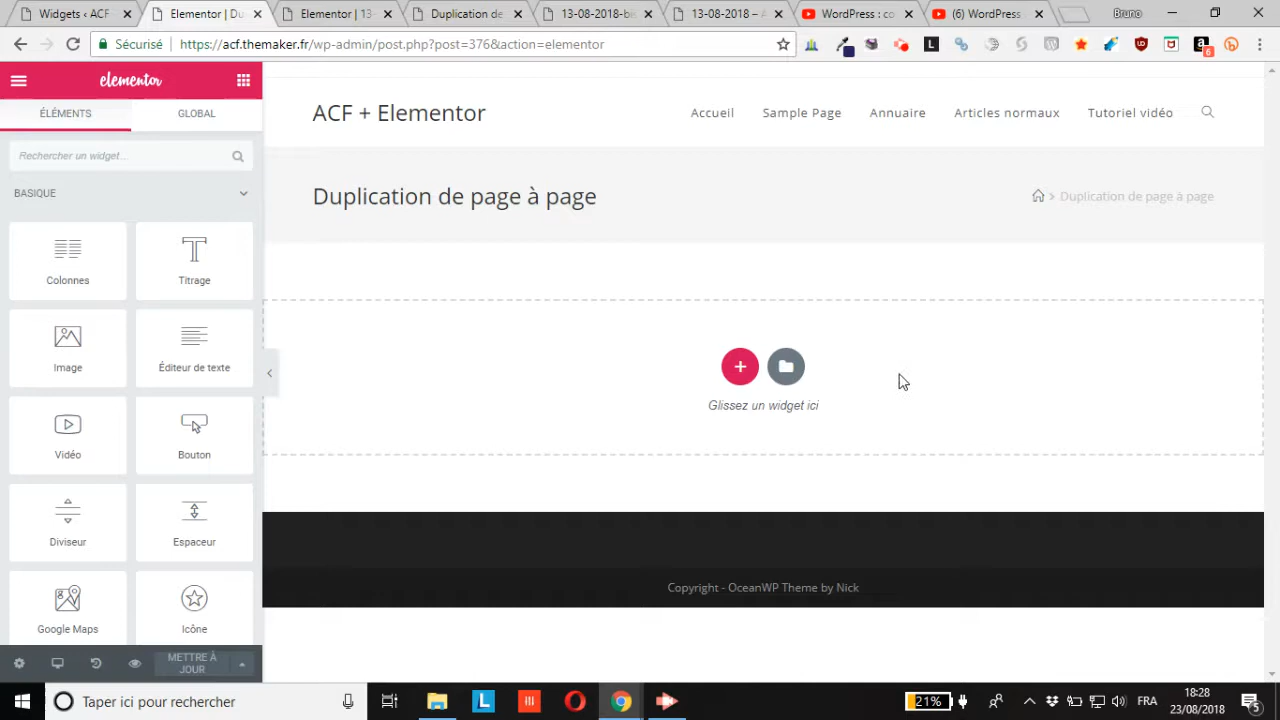 Widgets ‹ ACF
Elementor | Du
Elementor | 13
Duplication de
13-08-2018-bi
13-08-2018 – A
WordPress : co
(6) WordPress
Bruno
Sécurisé
https://acf.themaker.fr/wp-admin/post.php?post=376&action=elementor
elementor
ÉLÉMENTS
GLOBAL
Rechercher un widget...
BASIQUE
Colonnes
Titrage
Image
Éditeur de texte
Vidéo
Bouton
Diviseur
Espaceur
Google Maps
Icône
METTRE À
JOUR
ACF + Elementor
Accueil
Sample Page
Annuaire
Articles normaux
Tutoriel vidéo
Duplication de page à page
> Duplication de page à page
Glissez un widget ici
Copyright - OceanWP Theme by Nick
Taper ici pour rechercher
21%
FRA
18:28
23/08/2018
5
6